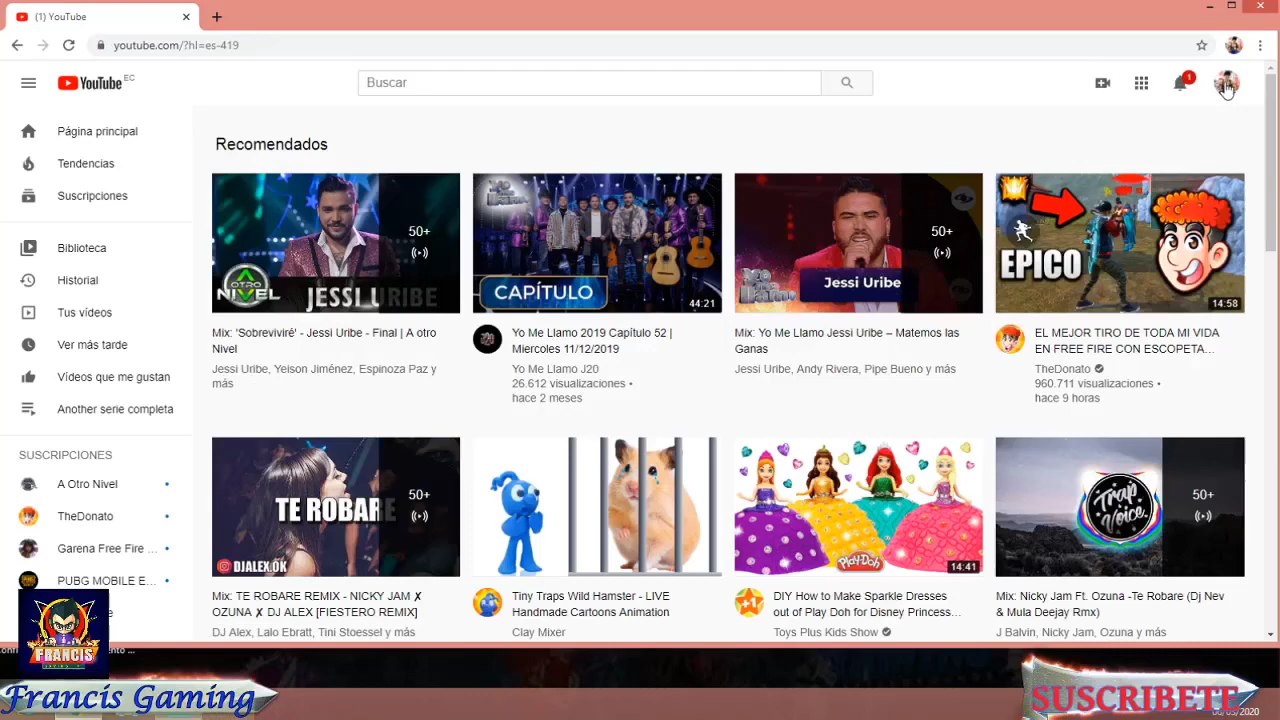 (1) YouTube
youtube.com/?hl=es-419
YouTube EC
Buscar
1
Página principal
Tendencias
Suscripciones
Biblioteca
Historial
Tus vídeos
Ver más tarde
Vídeos que me gustan
Another serie completa
SUSCRIPCIONES
A Otro Nivel
TheDonato
Garena Free Fire ...
PUBG MOBILE E...
Recomendados
OTRO NIVEL
JESSI URIBE
50+
Mix: 'Sobreviviré' - Jessi Uribe - Final | A otro
Nivel
Jessi Uribe, Yeison Jiménez, Espinoza Paz y
más
CAPÍTULO
44:21
Yo Me Llamo 2019 Capítulo 52 |
Miercoles 11/12/2019
Yo Me Llamo J20
26.612 visualizaciones •
hace 2 meses
Jessi Uribe
50+
Mix: Yo Me Llamo Jessi Uribe – Matemos las
Ganas
Jessi Uribe, Andy Rivera, Pipe Bueno y más
EPICO
14:58
EL MEJOR TIRO DE TODA MI VIDA
EN FREE FIRE CON ESCOPETA...
TheDonato
960.711 visualizaciones •
hace 9 horas
TE ROBARE
DJALEX.OK
50+
Mix: TE ROBARE REMIX - NICKY JAM ✘
OZUNA ✘ DJ ALEX [FIESTERO REMIX]
DJ Alex, Lalo Ebratt, Tini Stoessel y más
Tiny Traps Wild Hamster - LIVE
Handmade Cartoons Animation
Clay Mixer
Play-Doh
14:41
+1
DIY How to Make Sparkle Dresses
out of Play Doh for Disney Princess...
Toys Plus Kids Show
Trap Voice
50+
Mix: Nicky Jam Ft. Ozuna -Te Robare (Dj Nev
& Mula Deejay Rmx)
J Balvin, Nicky Jam, Ozuna y más
FRANCIS
Francis Gaming
SUSCRIBETE